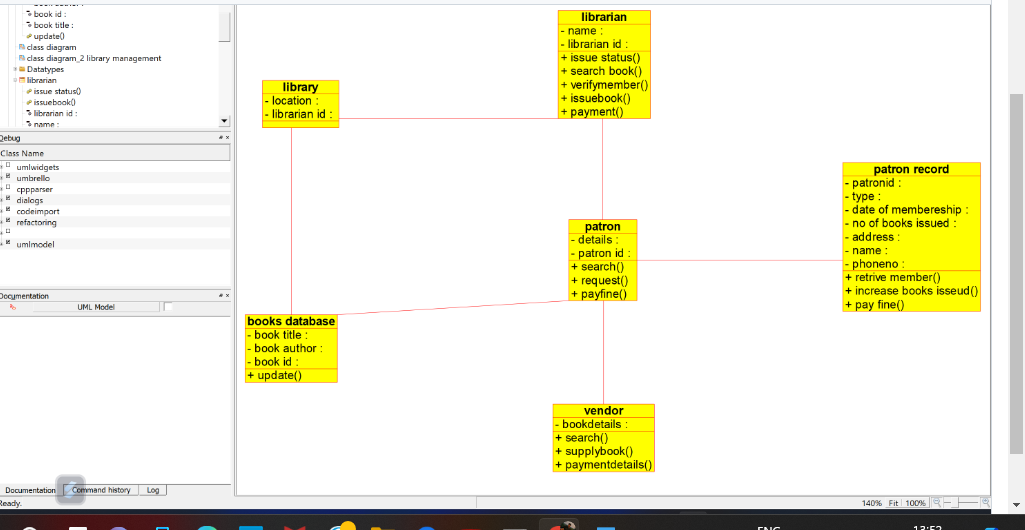 book id :
book title :
update()
class diagram
class diagram_2 library management
Datatypes
librarian
issue status()
issuebook()
librarian id :
name :
Debug
Class Name
umlwidgets
umbrello
cppparser
dialogs
codeimport
refactoring
umlmodel
Documentation
UML Model
Documentation
Command history
Log
Ready.
librarian
- name :
- librarian id :
+ issue status()
+ search book()
+ verifymember()
+ issuebook()
+ payment()
library
- location :
- librarian id :
patron record
- patronid :
- type :
- date of membereship :
- no of books issued :
- address :
- name :
- phoneno :
+ retrive member()
+ increase books isseud()
+ pay fine()
patron
- details :
- patron id :
+ search()
+ request()
+ payfine()
books database
- book title :
- book author :
- book id :
+ update()
vendor
- bookdetails :
+ search()
+ supplybook()
+ paymentdetails()
140% Fit 100%
ENG
13:52